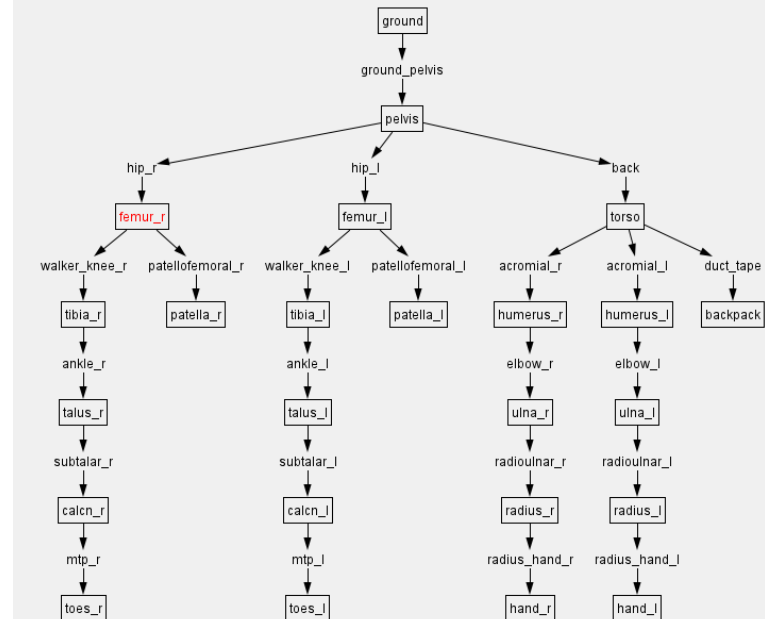 ground
ground_pelvis
pelvis
hip_r hip_l back
femur_r femur_l torso
walker_knee_r patellofemoral_r walker_knee_l patellofemoral_l acromial_r acromial_l duct_tape
tibia_r patella_r tibia_l patella_l humerus_r humerus_l backpack
ankle_r ankle_l elbow_r elbow_l
talus_r talus_l ulna_r ulna_l
subtalar_r subtalar_l radioulnar_r radioulnar_l
calcn_r calcn_l radius_r radius_l
mtp_r mtp_l radius_hand_r radius_hand_l
toes_r toes_l hand_r hand_l